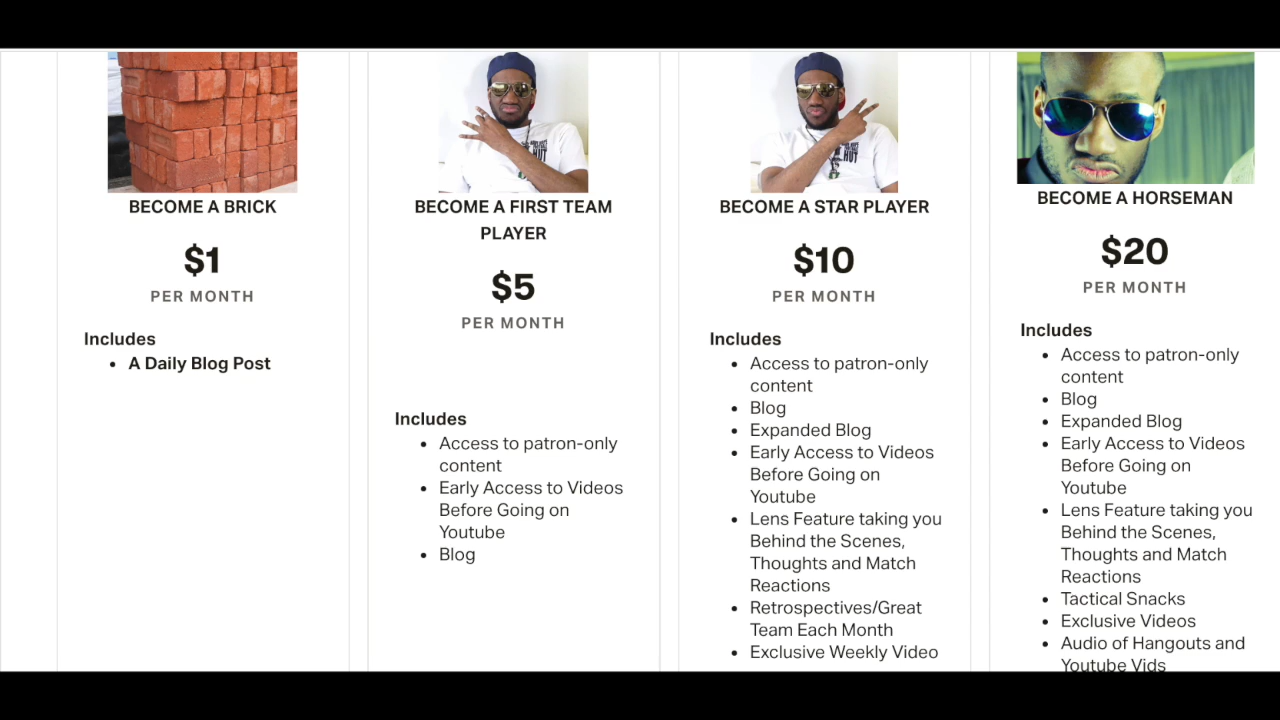 BECOME A BRICK
$1
PER MONTH
Includes
• A Daily Blog Post
BECOME A FIRST TEAM
PLAYER
$5
PER MONTH
Includes
• Access to patron-only
content
• Early Access to Videos
Before Going on
Youtube
• Blog
HUT
BECOME A STAR PLAYER
$10
PER MONTH
Includes
• Access to patron-only
content
• Blog
• Expanded Blog
• Early Access to Videos
Before Going on
Youtube
• Lens Feature taking you
Behind the Scenes,
Thoughts and Match
Reactions
• Retrospectives/Great
Team Each Month
• Exclusive Weekly Video
HUT
BECOME A HORSEMAN
$20
PER MONTH
Includes
• Access to patron-only
content
• Blog
• Expanded Blog
• Early Access to Videos
Before Going on
Youtube
• Lens Feature taking you
Behind the Scenes,
Thoughts and Match
Reactions
• Tactical Snacks
• Exclusive Videos
• Audio of Hangouts and
Youtube Vids